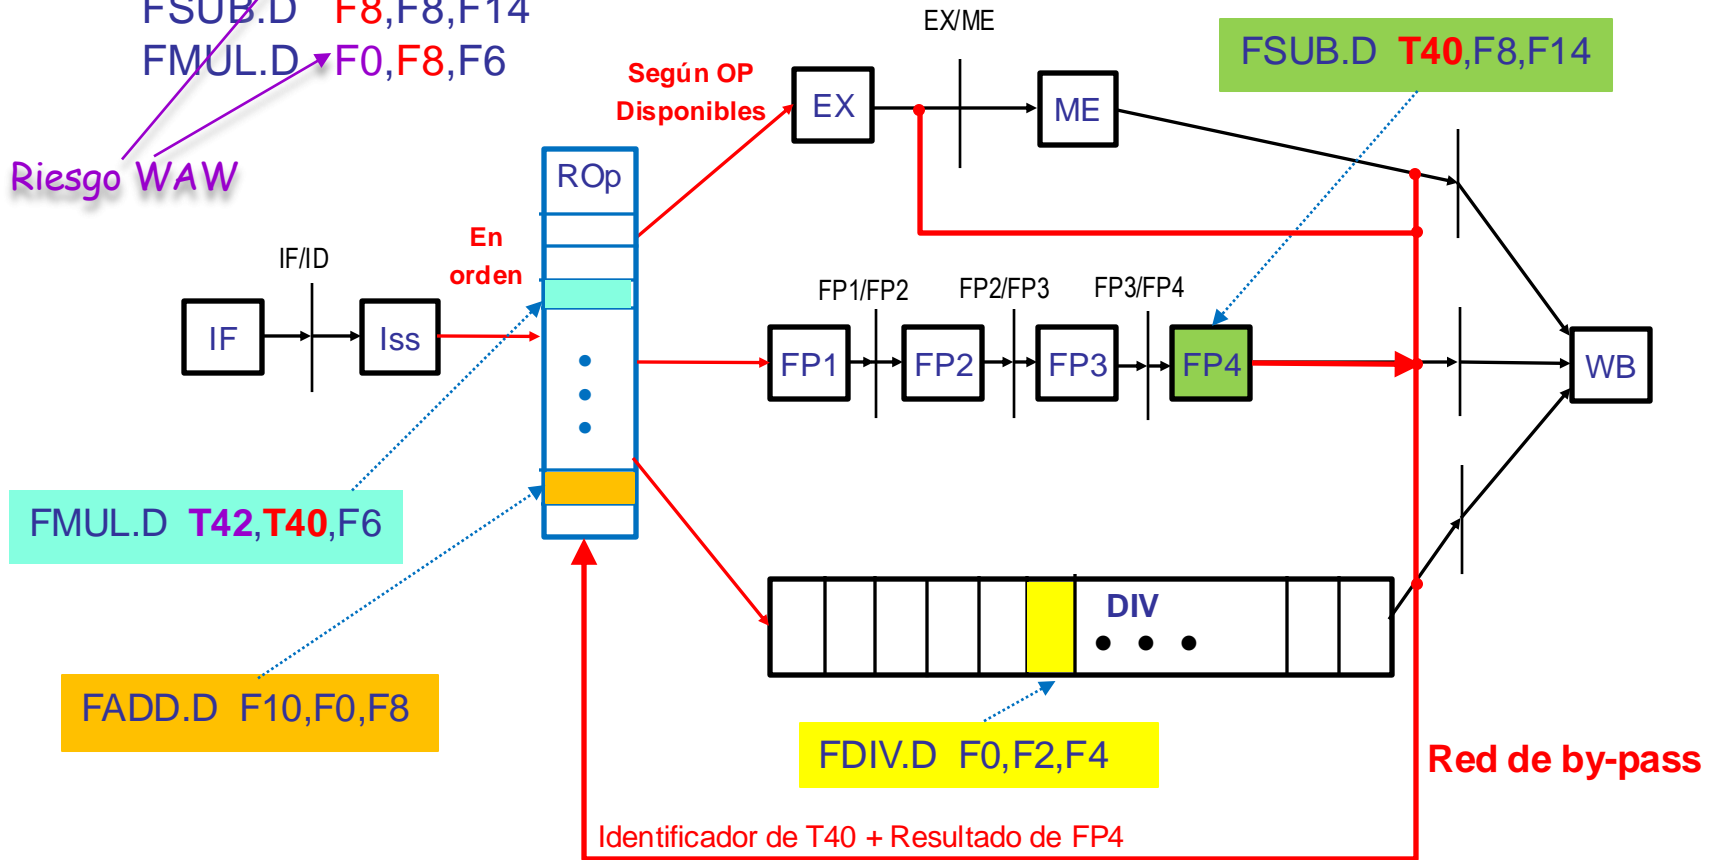 FSUB.D F8,F8,F14
FMUL.D F0,F8,F6
Riesgo WAW
EX/ME
FSUB.D T40,F8,F14
Según OP
Disponibles
EX
ME
ROp
En
orden
IF/ID
IF
Iss
FP1/FP2
FP2/FP3
FP3/FP4
FP1
FP2
FP3
FP4
WB
FMUL.D T42,T40,F6
DIV
FADD.D F10,F0,F8
FDIV.D F0,F2,F4
Red de by-pass
Identificador de T40 + Resultado de FP4